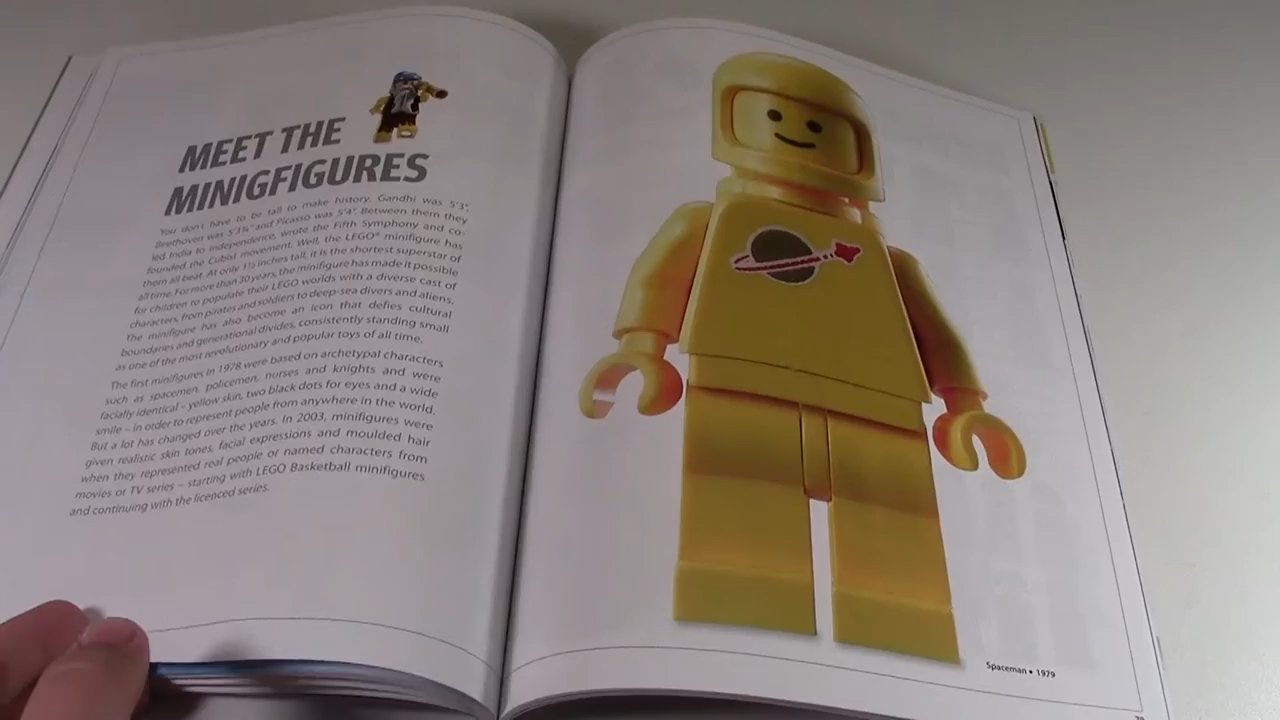 MEET THE
MINIGFIGURES
You don't have to be tall to make history. Gandhi was 5'3",
Beethoven was 5'3¾" and Picasso was 5'4". Between them they
led India to independence, wrote the Fifth Symphony and co-
founded the Cubist movement. Well, the LEGO® minifigure has
them all beat. At only 1½ inches tall, it is the shortest superstar of
all time. For more than 30 years, the minifigure has made it possible
for children to populate their LEGO worlds with a diverse cast of
characters, from pirates and soldiers to deep-sea divers and aliens.
The minifigure has also become an icon that defies cultural
boundaries and generational divides, consistently standing small
as one of the most revolutionary and popular toys of all time.
The first minifigures in 1978 were based on archetypal characters
such as spacemen, policemen, nurses and knights and were
facially identical – yellow skin, two black dots for eyes and a wide
smile – in order to represent people from anywhere in the world.
But a lot has changed over the years. In 2003, minifigures were
given realistic skin tones, facial expressions and moulded hair
when they represented real people or named characters from
movies or TV series – starting with LEGO Basketball minifigures
and continuing with the licenced series.
Spaceman • 1979